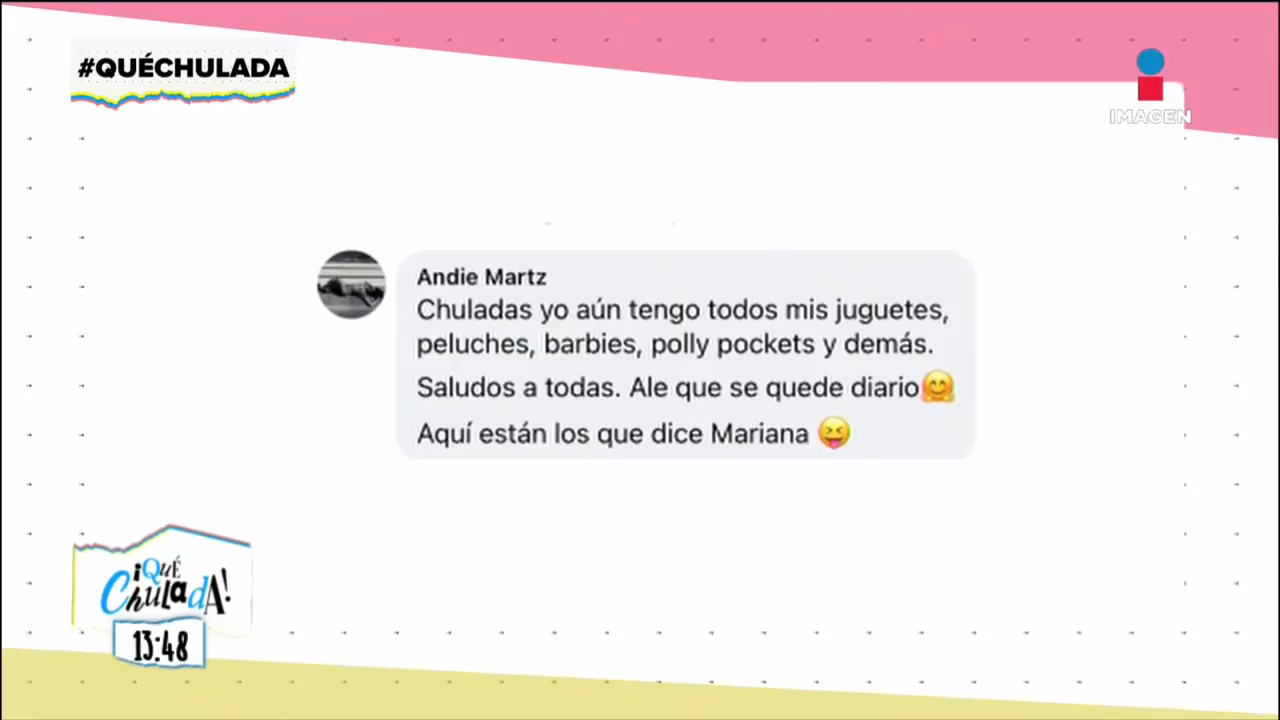 #QUÉCHULADA
IMAGEN
Andie Martz
Chuladas yo aún tengo todos mis juguetes,
peluches, barbies, polly pockets y demás.
Saludos a todas. Ale que se quede diario🤗
Aquí están los que dice Mariana 😝
¡QuÉ
ChuladA!
13:48